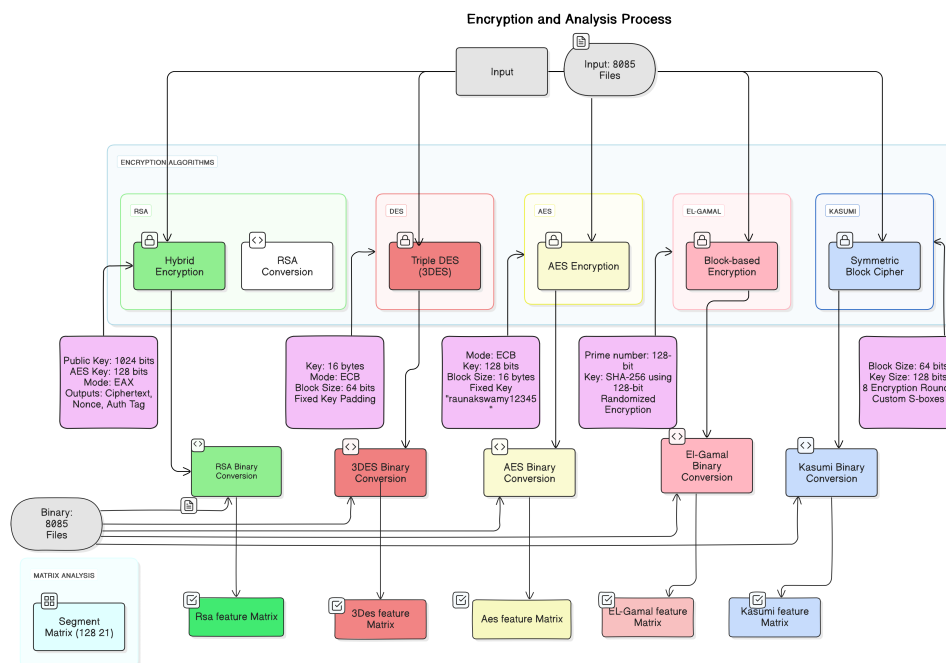 Encryption and Analysis Process
Input
Input: 8085
Files
ENCRYPTION ALGORITHMS
RSA
DES
AES
EL-GAMAL
KASUMI
Hybrid
Encryption
RSA
Conversion
Triple DES
(3DES)
AES Encryption
Block-based
Encryption
Symmetric
Block Cipher
Public Key: 1024 bits
AES Key: 128 bits
Mode: EAX
Outputs: Ciphertext,
Nonce, Auth Tag
Key: 16 bytes
Mode: ECB
Block Size: 64 bits
Fixed Key Padding
Mode: ECB
Key: 128 bits
Block Size: 16 bytes
Fixed Key
"raunakswamy12345
"
Prime number: 128-
bit
Key: SHA-256 using
128-bit
Randomized
Encryption
Block Size: 64 bits
Key Size: 128 bits
8 Encryption Roun
Custom S-boxes
RSA Binary
Conversion
3DES Binary
Conversion
AES Binary
Conversion
El-Gamal
Binary
Conversion
Kasumi Binary
Conversion
Binary:
8085
Files
MATRIX ANALYSIS
Segment
Matrix (128 21)
Rsa feature Matrix
3Des feature
Matrix
Aes feature Matrix
EL-Gamal feature
Matrix
Kasumi feature
Matrix